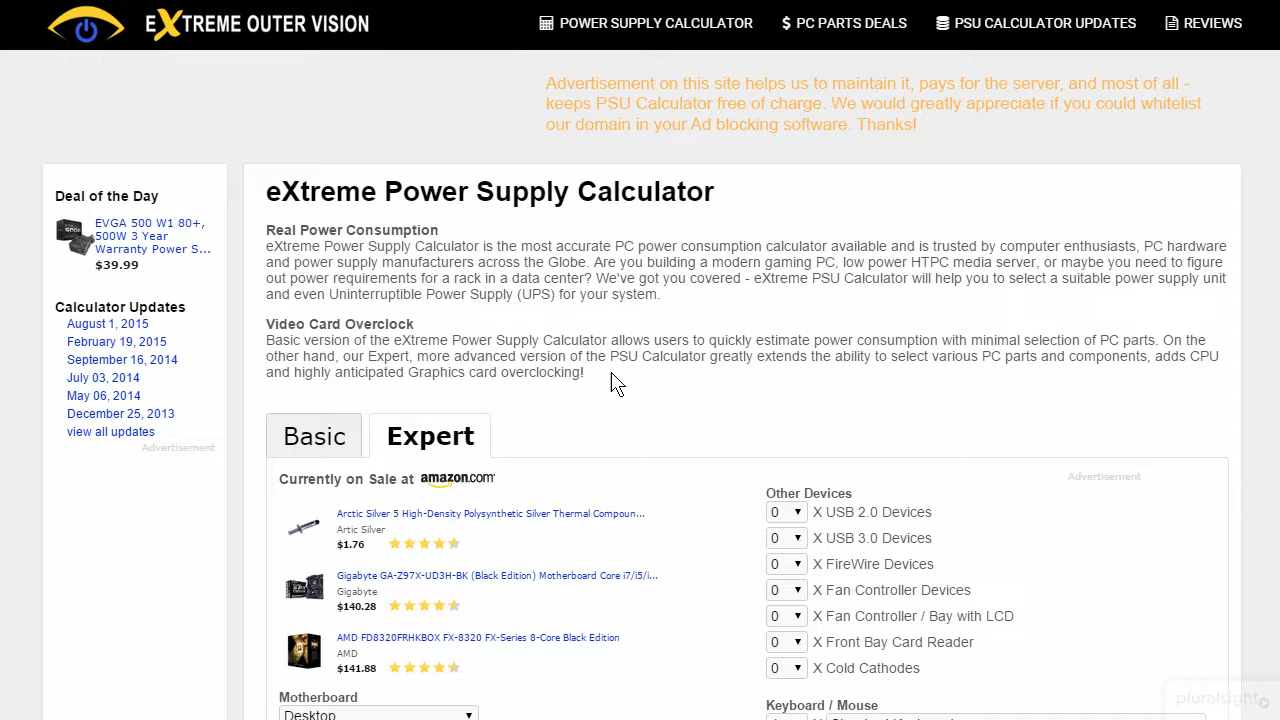 EXTREME OUTER VISION
POWER SUPPLY CALCULATOR
PC PARTS DEALS
PSU CALCULATOR UPDATES
REVIEWS
Advertisement on this site helps us to maintain it, pays for the server, and most of all -
keeps PSU Calculator free of charge. We would greatly appreciate if you could whitelist
our domain in your Ad blocking software. Thanks!
Deal of the Day
EVGA 500 W1 80+,
500W 3 Year
Warranty Power S...
$39.99
Calculator Updates
August 1, 2015
February 19, 2015
September 16, 2014
July 03, 2014
May 06, 2014
December 25, 2013
view all updates
Advertisement
eXtreme Power Supply Calculator
Real Power Consumption
eXtreme Power Supply Calculator is the most accurate PC power consumption calculator available and is trusted by computer enthusiasts, PC hardware
and power supply manufacturers across the Globe. Are you building a modern gaming PC, low power HTPC media server, or maybe you need to figure
out power requirements for a rack in a data center? We've got you covered - eXtreme PSU Calculator will help you to select a suitable power supply unit
and even Uninterruptible Power Supply (UPS) for your system.
Video Card Overclock
Basic version of the eXtreme Power Supply Calculator allows users to quickly estimate power consumption with minimal selection of PC parts. On the
other hand, our Expert, more advanced version of the PSU Calculator greatly extends the ability to select various PC parts and components, adds CPU
and highly anticipated Graphics card overclocking!
Basic
Expert
Currently on Sale at amazon.com
Arctic Silver 5 High-Density Polysynthetic Silver Thermal Compoun...
Artic Silver
$1.76
Gigabyte GA-Z97X-UD3H-BK (Black Edition) Motherboard Core i7/i5/i...
Gigabyte
$140.28
AMD FD8320FRHKBOX FX-8320 FX-Series 8-Core Black Edition
AMD
$141.88
Motherboard
Desktop
Advertisement
Other Devices
0 X USB 2.0 Devices
0 X USB 3.0 Devices
0 X FireWire Devices
0 X Fan Controller Devices
0 X Fan Controller / Bay with LCD
0 X Front Bay Card Reader
0 X Cold Cathodes
Keyboard / Mouse
pluralsight